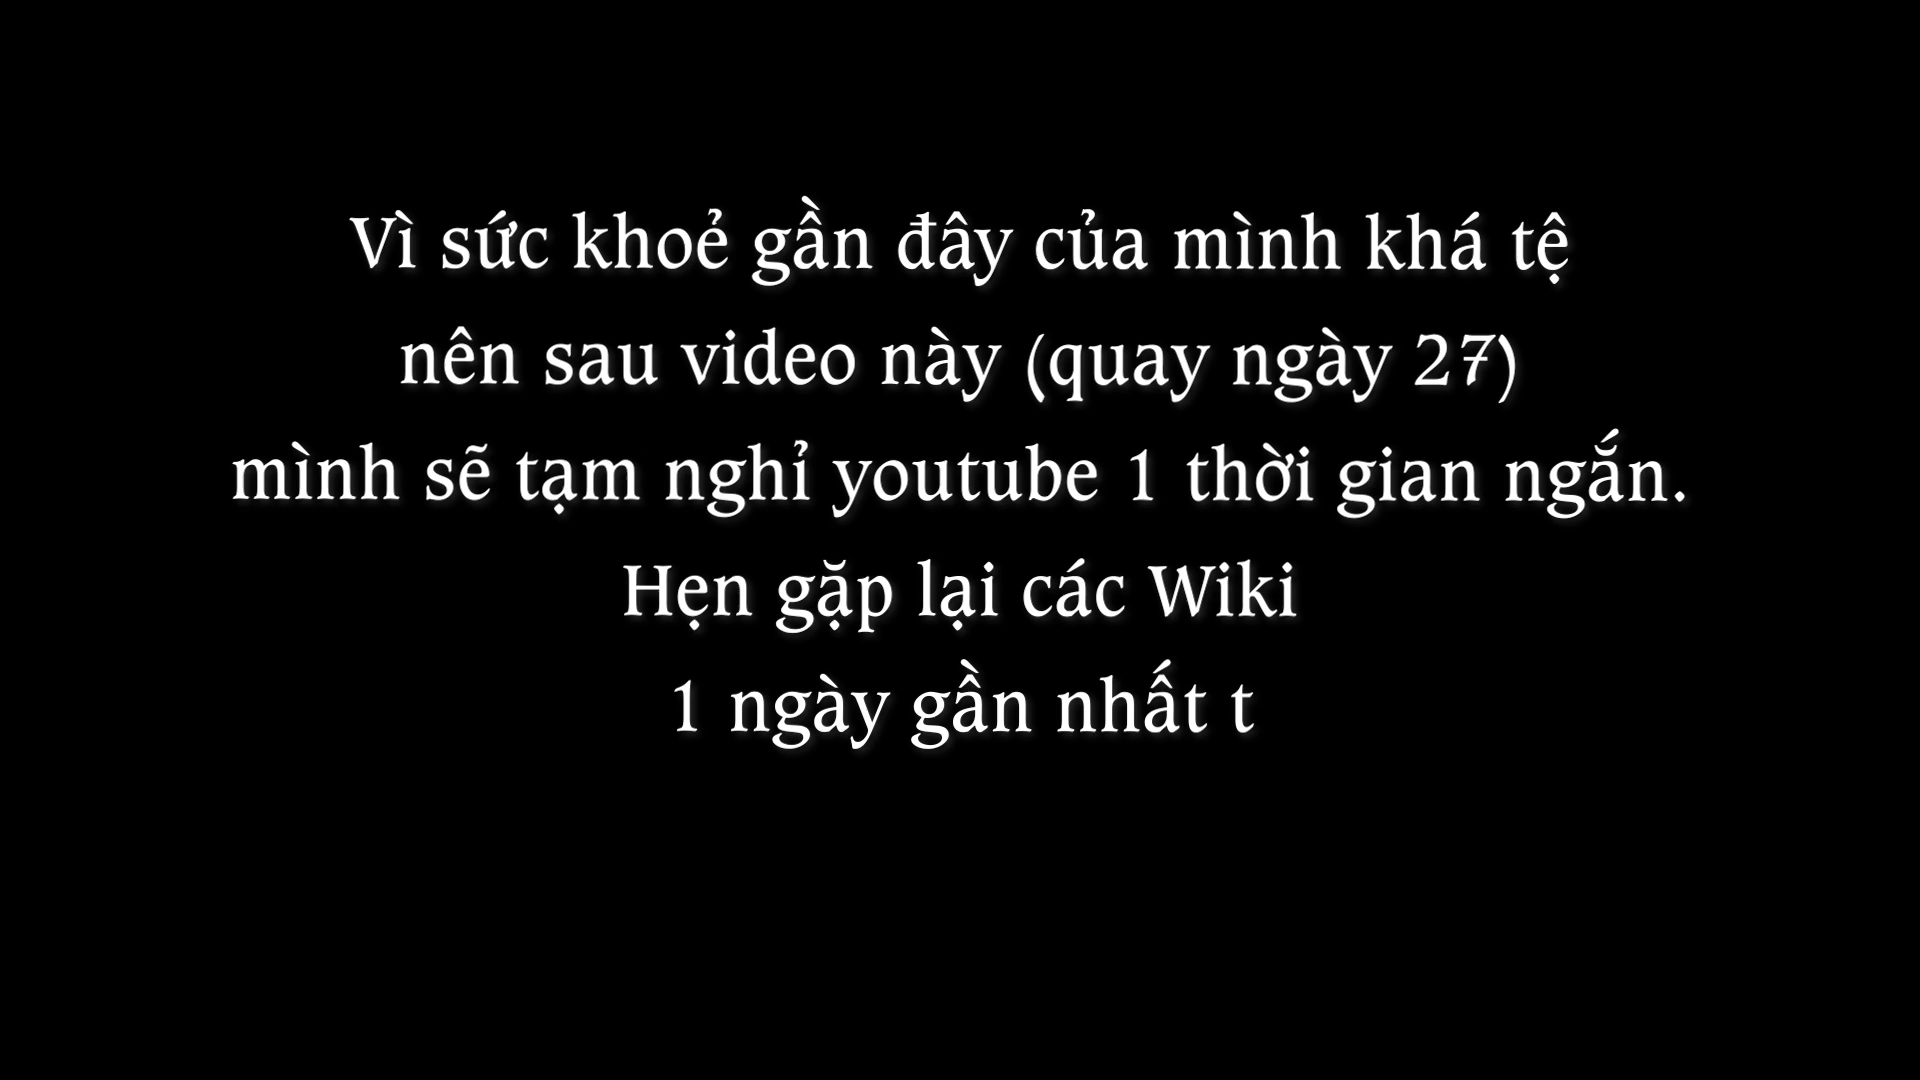 Vì sức khoẻ gần đây của mình khá tệ
nên sau video này (quay ngày 27)
mình sẽ tạm nghỉ youtube 1 thời gian ngắn.
Hẹn gặp lại các Wiki
1 ngày gần nhất t